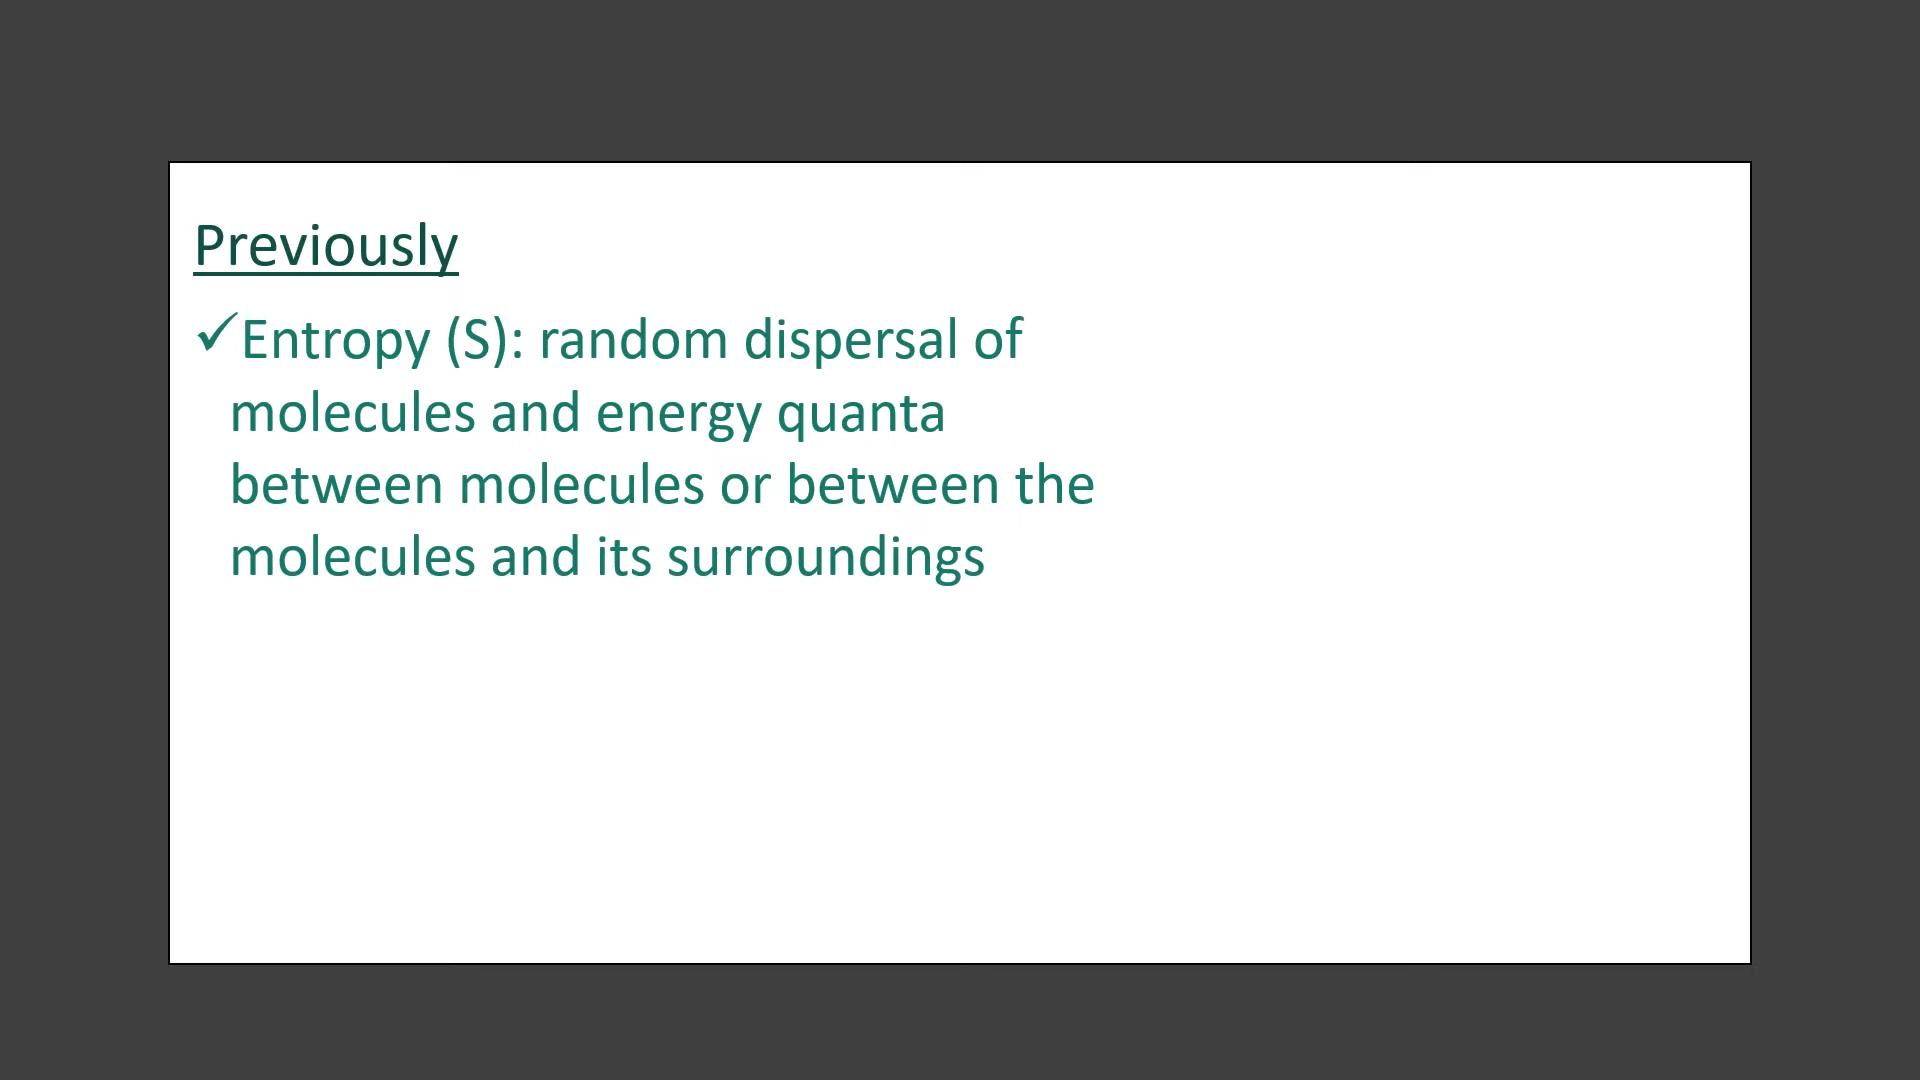 Previously
✓Entropy (S): random dispersal of
molecules and energy quanta
between molecules or between the
molecules and its surroundings